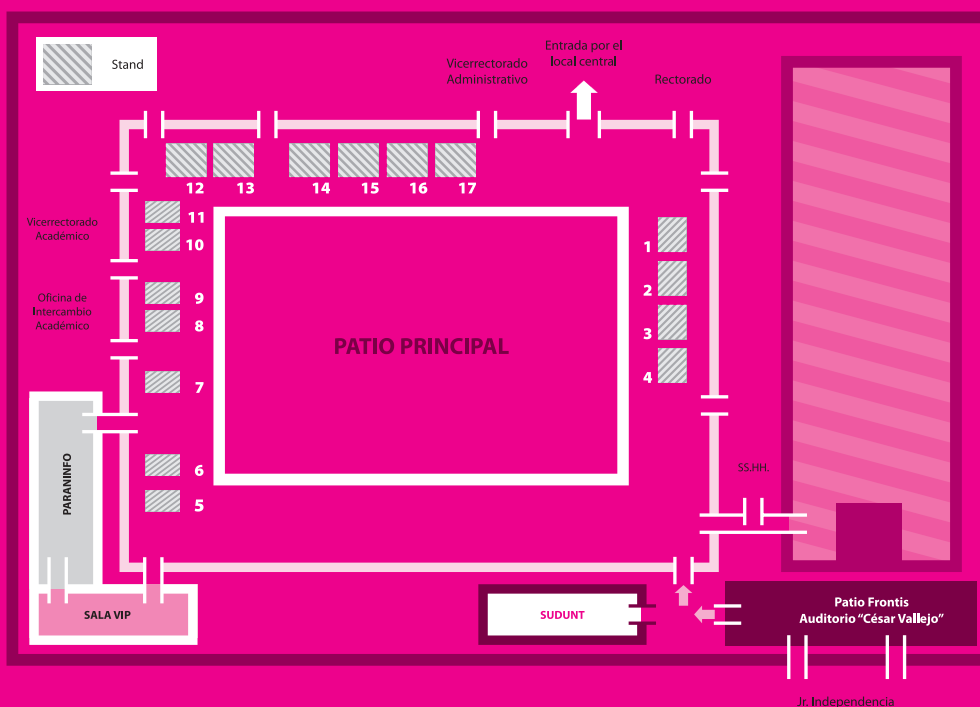 Stand
Vicerrectorado
Administrativo
Entrada por el
local central
Rectorado
12
13
14
15
16
17
11
10
9
8
7
6
5
Vicerrectorado
Académico
Oficina de
Intercambio
Académico
PATIO PRINCIPAL
1
2
3
4
PARANINFO
SALA VIP
SS.HH.
SUDUNT
Patio Frontis
Auditorio “César Vallejo”
Jr. Independencia